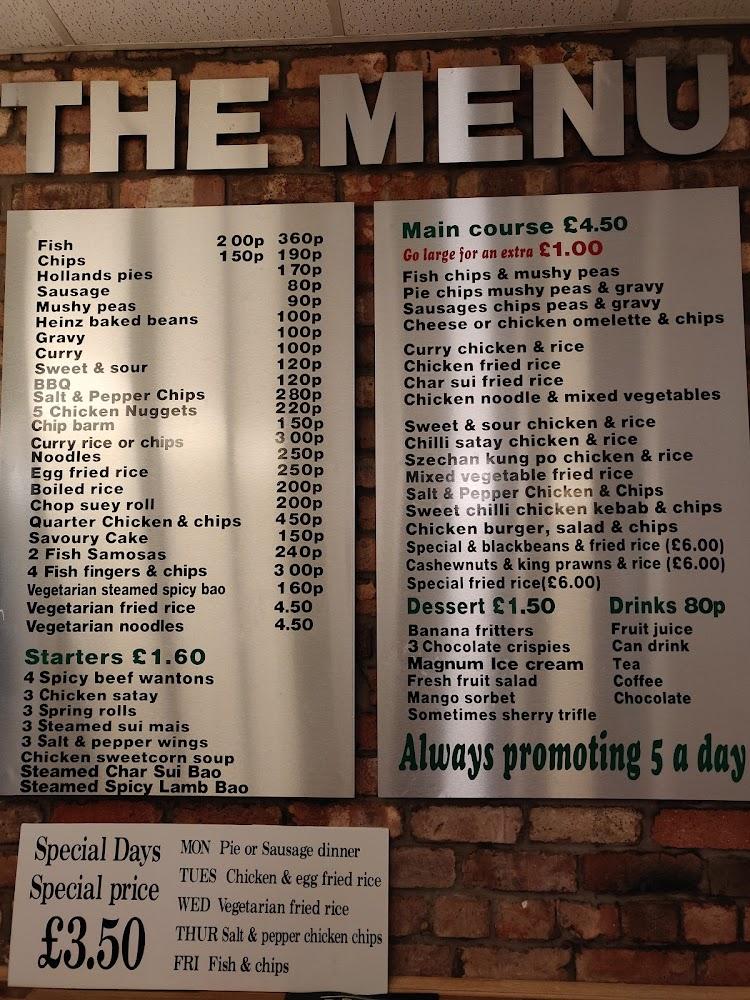 THE MENU
Fish 200p 360p
Chips 150p 190p
Hollands pies 170p
Sausage 80p
Mushy peas 90p
Heinz baked beans 100p
Gravy 100p
Curry 100p
Sweet & sour 120p
BBQ 120p
Salt & Pepper Chips 280p
5 Chicken Nuggets 220p
Chip barm 150p
Curry rice or chips 300p
Noodles 250p
Egg fried rice 250p
Boiled rice 200p
Chop suey roll 200p
Quarter Chicken & chips 450p
Savoury Cake 150p
2 Fish Samosas 240p
4 Fish fingers & chips 300p
Vegetarian steamed spicy bao 160p
Vegetarian fried rice 4.50
Vegetarian noodles 4.50
Starters £1.60
4 Spicy beef wantons
3 Chicken satay
3 Spring rolls
3 Steamed sui mais
3 Salt & pepper wings
Chicken sweetcorn soup
Steamed Char Sui Bao
Steamed Spicy Lamb Bao
Main course £4.50
Go large for an extra £1.00
Fish chips & mushy peas
Pie chips mushy peas & gravy
Sausages chips peas & gravy
Cheese or chicken omelette & chips
Curry chicken & rice
Chicken fried rice
Char sui fried rice
Chicken noodle & mixed vegetables
Sweet & sour chicken & rice
Chilli satay chicken & rice
Szechan kung po chicken & rice
Mixed vegetable fried rice
Salt & Pepper Chicken & Chips
Sweet chilli chicken kebab & chips
Chicken burger, salad & chips
Special & blackbeans & fried rice (£6.00)
Cashewnuts & king prawns & rice (£6.00)
Special fried rice(£6.00)
Dessert £1.50
Banana fritters
3 Chocolate crispies
Magnum Ice cream
Fresh fruit salad
Mango sorbet
Sometimes sherry trifle
Drinks 80p
Fruit juice
Can drink
Tea
Coffee
Chocolate
Always promoting 5 a day
Special Days
Special price
£3.50
MON Pie or Sausage dinner
TUES Chicken & egg fried rice
WED Vegetarian fried rice
THUR Salt & pepper chicken chips
FRI Fish & chips